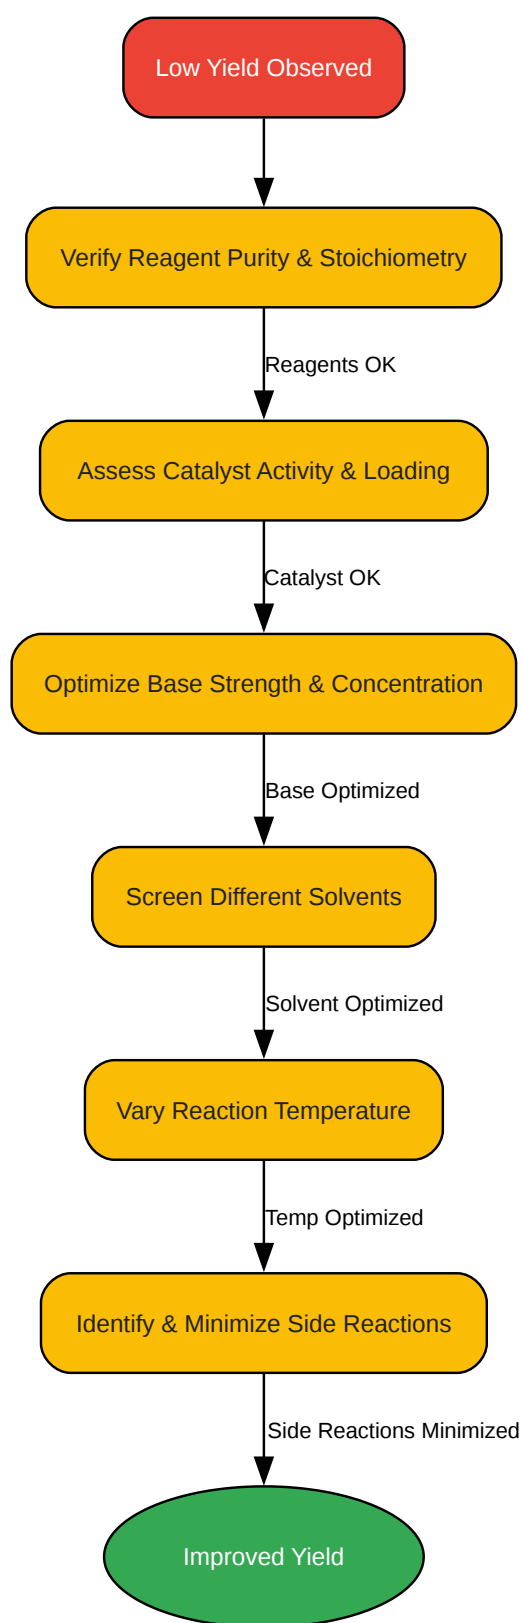 Low Yield Observed
Verify Reagent Purity & Stoichiometry
Reagents OK
Assess Catalyst Activity & Loading
Catalyst OK
Optimize Base Strength & Concentration
Base Optimized
Screen Different Solvents
Solvent Optimized
Vary Reaction Temperature
Temp Optimized
Identify & Minimize Side Reactions
Side Reactions Minimized
Improved Yield